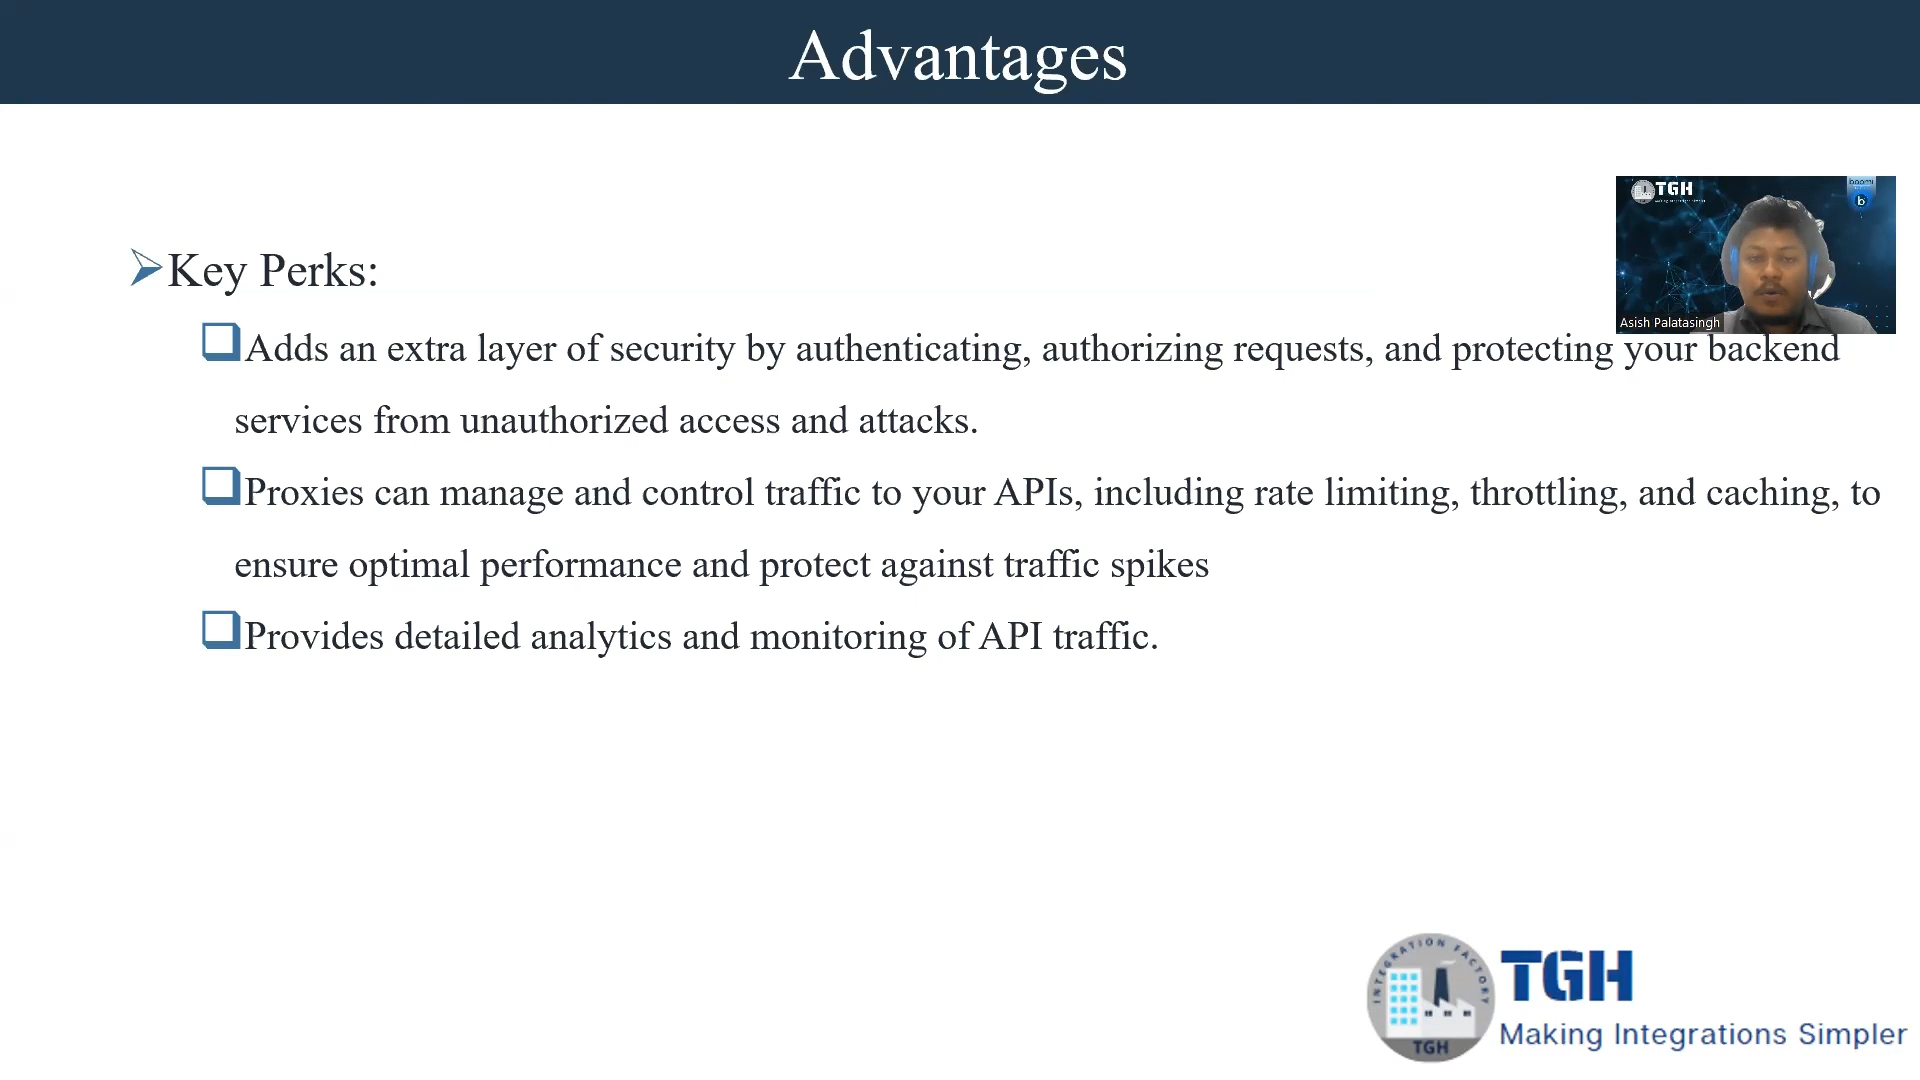 Advantages
TGH
boomi
b
Asish Palatasingh
Key Perks:
Adds an extra layer of security by authenticating, authorizing requests, and protecting your backend
services from unauthorized access and attacks.
Proxies can manage and control traffic to your APIs, including rate limiting, throttling, and caching, to
ensure optimal performance and protect against traffic spikes
Provides detailed analytics and monitoring of API traffic.
INTEGRATION FACTORY
TGH
TGH
Making Integrations Simpler